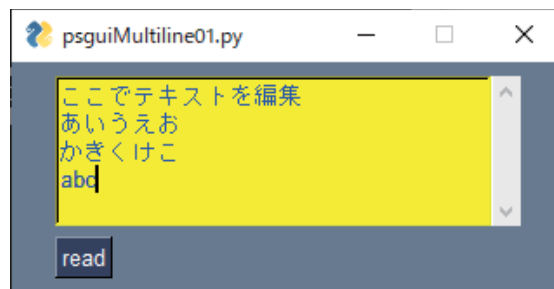 psguiMultiline01.py
ここでテキストを編集
あいうえお
かきくけこ
abc
read